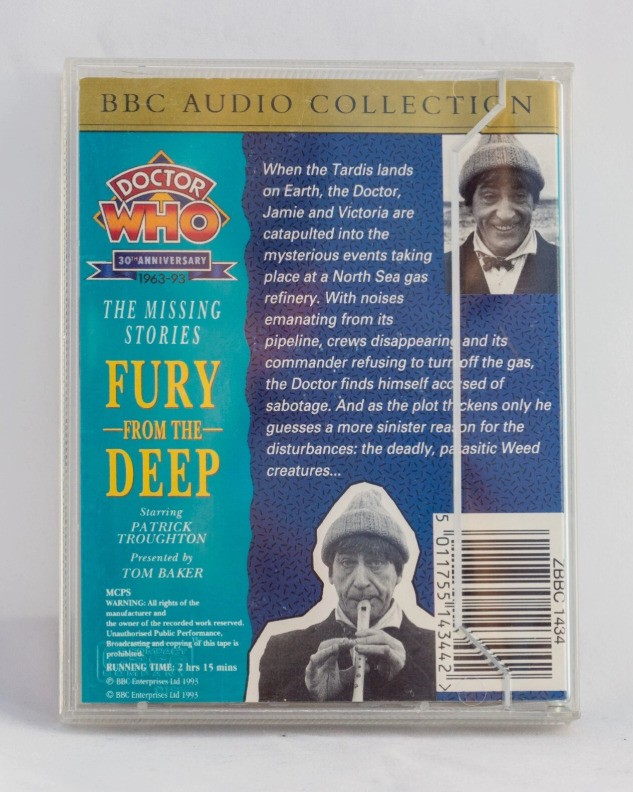 BBC AUDIO COLLECTION
DOCTOR
WHO
30TH ANNIVERSARY
1963-93
THE MISSING
STORIES
FURY
—FROM THE—
DEEP
Starring
PATRICK
TROUGHTON
Presented by
TOM BAKER
MCPS
WARNING: All rights of the
manufacturer and
the owner of the recorded work reserved.
Unauthorised Public Performance,
Broadcasting and copying of this tape is
prohibited.
RUNNING TIME: 2 hrs 15 mins
℗ BBC Enterprises Ltd 1993
© BBC Enterprises Ltd 1993
When the Tardis lands
on Earth, the Doctor,
Jamie and Victoria are
catapulted into the
mysterious events taking
place at a North Sea gas
refinery. With noises
emanating from its
pipeline, crews disappearing and its
commander refusing to turn off the gas,
the Doctor finds himself accused of
sabotage. And as the plot thickens only he
guesses a more sinister reason for the
disturbances: the deadly, parasitic Weed
creatures...
5 011755 143442 >
ZBBC 1434